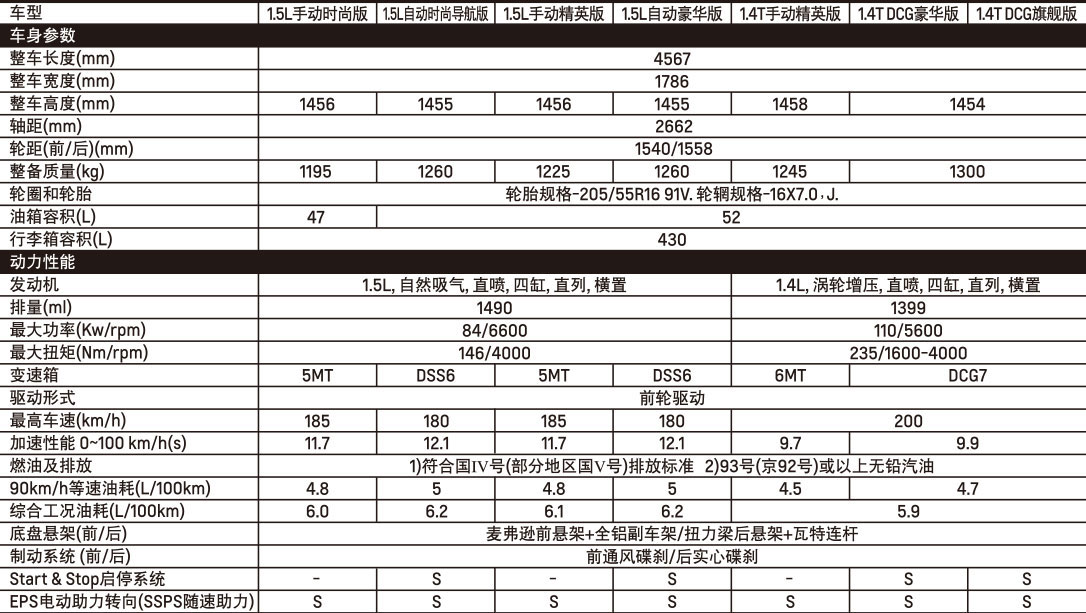 车型 1.5L手动时尚版 1.5L自动时尚导航版 1.5L手动精英版 1.5L自动豪华版 1.4T手动精英版 1.4T DCG豪华版 1.4T DCG旗舰版
车身参数
整车长度(mm) 4567
整车宽度(mm) 1786
整车高度(mm) 1456 1455 1456 1455 1458 1454
轴距(mm) 2662
轮距(前/后)(mm) 1540/1558
整备质量(kg) 1195 1260 1225 1260 1245 1300
轮圈和轮胎 轮胎规格-205/55R16 91V. 轮辋规格-16X7.0,J.
油箱容积(L) 47 52
行李箱容积(L) 430
动力性能
发动机 1.5L, 自然吸气, 直喷, 四缸, 直列, 横置 1.4L, 涡轮增压, 直喷, 四缸, 直列, 横置
排量(ml) 1490 1399
最大功率(Kw/rpm) 84/6600 110/5600
最大扭矩(Nm/rpm) 146/4000 235/1600-4000
变速箱 5MT DSS6 5MT DSS6 6MT DCG7
驱动形式 前轮驱动
最高车速(km/h) 185 180 185 180 200
加速性能 0~100 km/h(s) 11.7 12.1 11.7 12.1 9.7 9.9
燃油及排放 1)符合国IV号(部分地区国V号)排放标准 2)93号(京92号)或以上无铅汽油
90km/h等速油耗(L/100km) 4.8 5 4.8 5 4.5 4.7
综合工况油耗(L/100km) 6.0 6.2 6.1 6.2 5.9
底盘悬架(前/后) 麦弗逊前悬架+全铝副车架/扭力梁后悬架+瓦特连杆
制动系统 (前/后) 前通风碟刹/后实心碟刹
Start & Stop启停系统 - S - S - S S
EPS电动助力转向(SSPS随速助力) S S S S S S S